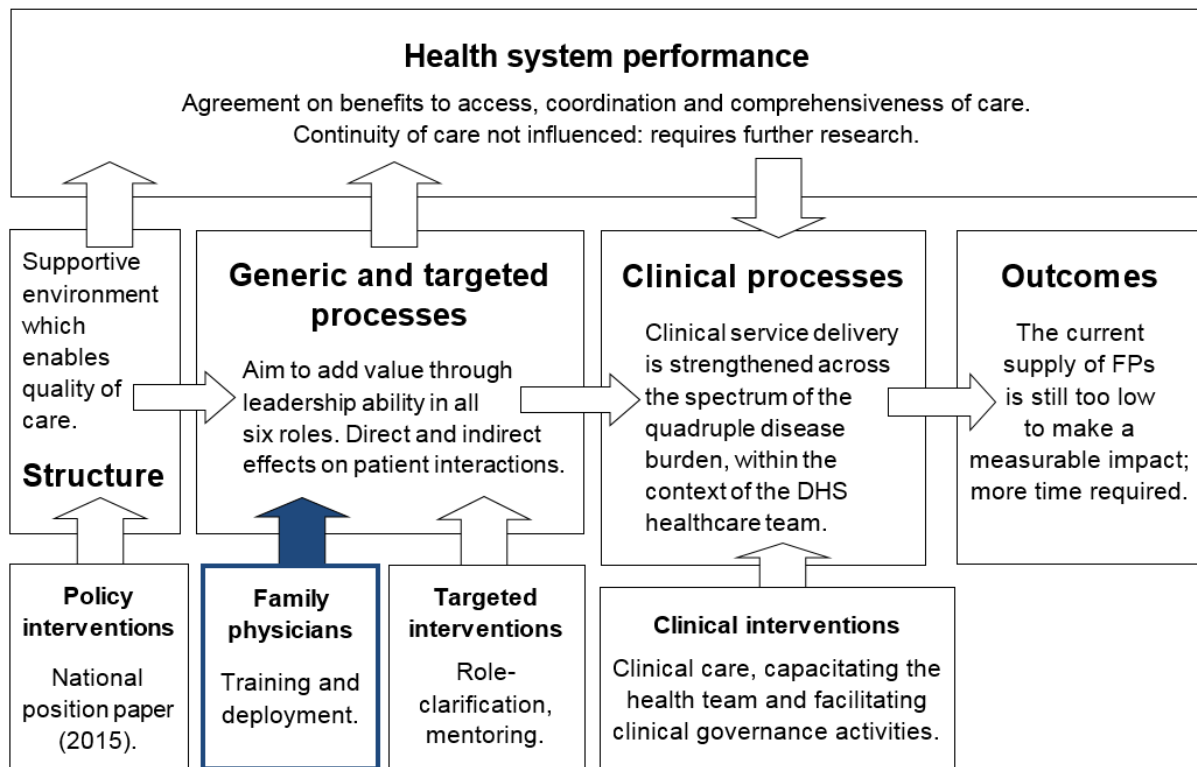 Health system performance
Agreement on benefits to access, coordination and comprehensiveness of care.
Continuity of care not influenced: requires further research.
Supportive
environment
which
enables
quality of
care.
Structure
Generic and targeted
processes
Aim to add value through
leadership ability in all
six roles. Direct and indirect
effects on patient interactions.
Clinical processes
Clinical service delivery
is strengthened across
the spectrum of the
quadruple disease
burden, within the
context of the DHS
healthcare team.
Outcomes
The current
supply of FPs
is still too low
to make a
measurable impact;
more time required.
Policy
interventions
National
position paper
(2015).
Family
physicians
Training and
deployment.
Targeted
interventions
Role-
clarification,
mentoring.
Clinical interventions
Clinical care, capacitating the
health team and facilitating
clinical governance activities.